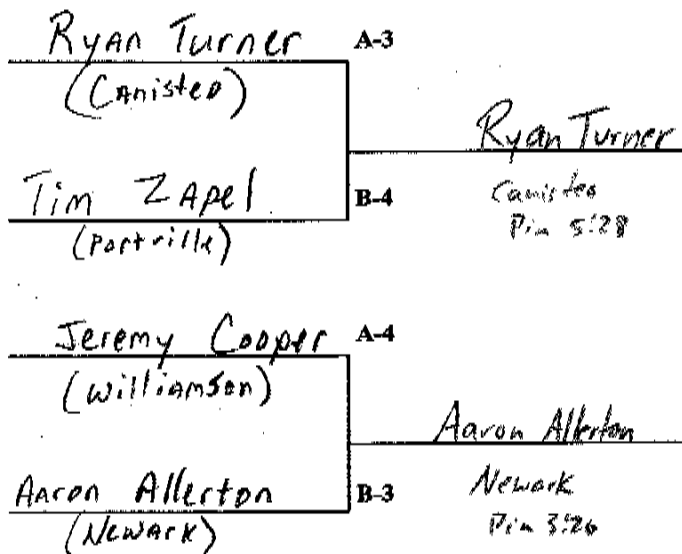 Ryan Turner A-3
(Canisteo)
Ryan Turner
Tim Zapel B-4
Canisteo
(Portville)
Pin 5:28
Jeremy Cooper A-4
(Williamson)
Aaron Allerton
Aaron Allerton B-3
Newark
(Newark)
Pin 3:26